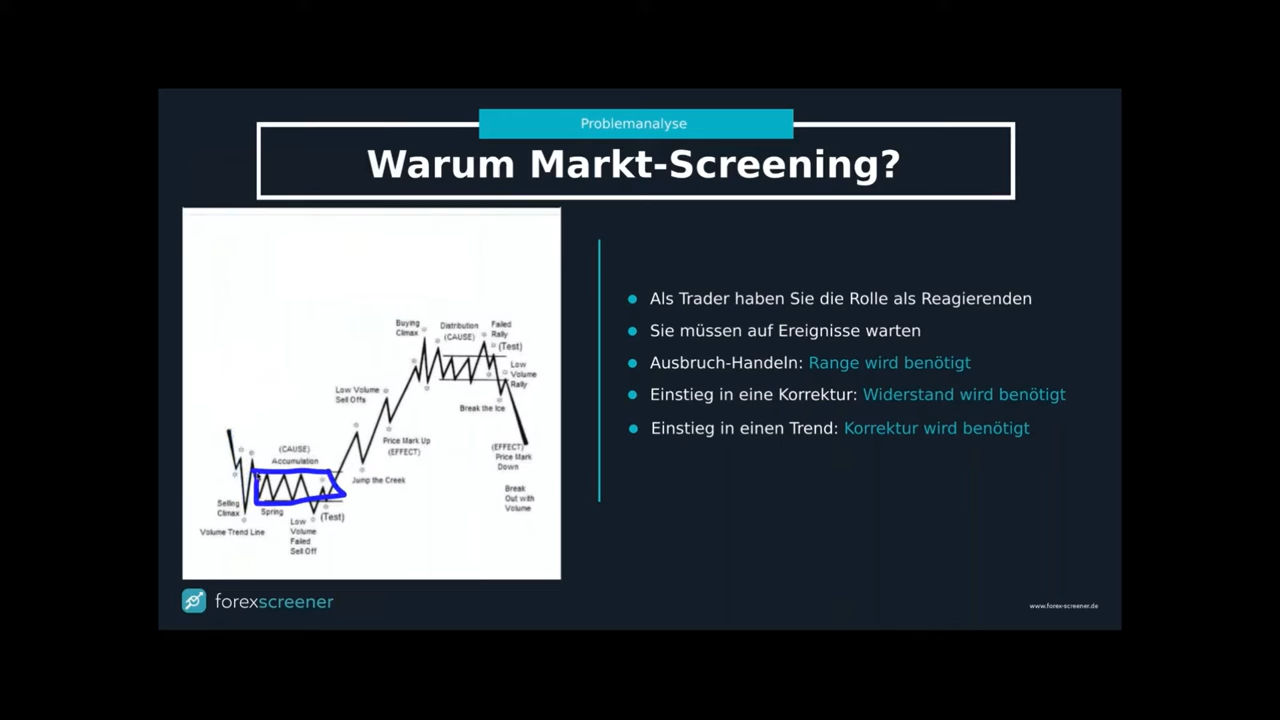 Problemanalyse
Warum Markt-Screening?
Buying
Climax
Distribution
(CAUSE)
Failed
Rally
(Test)
Low
Volume
Rally
Low Volume
Sell Offs
Break the Ice
Price Mark Up
(EFFECT)
(EFFECT)
Price Mark
Down
(CAUSE)
Accumulation
Jump the Creek
Break
Out with
Volume
Selling
Climax
Spring
(Test)
Volume Trend Line
Low
Volume
Failed
Sell Off
Als Trader haben Sie die Rolle als Reagierenden
Sie müssen auf Ereignisse warten
Ausbruch-Handeln: Range wird benötigt
Einstieg in eine Korrektur: Widerstand wird benötigt
Einstieg in einen Trend: Korrektur wird benötigt
forexscreener
www.forex-screener.de